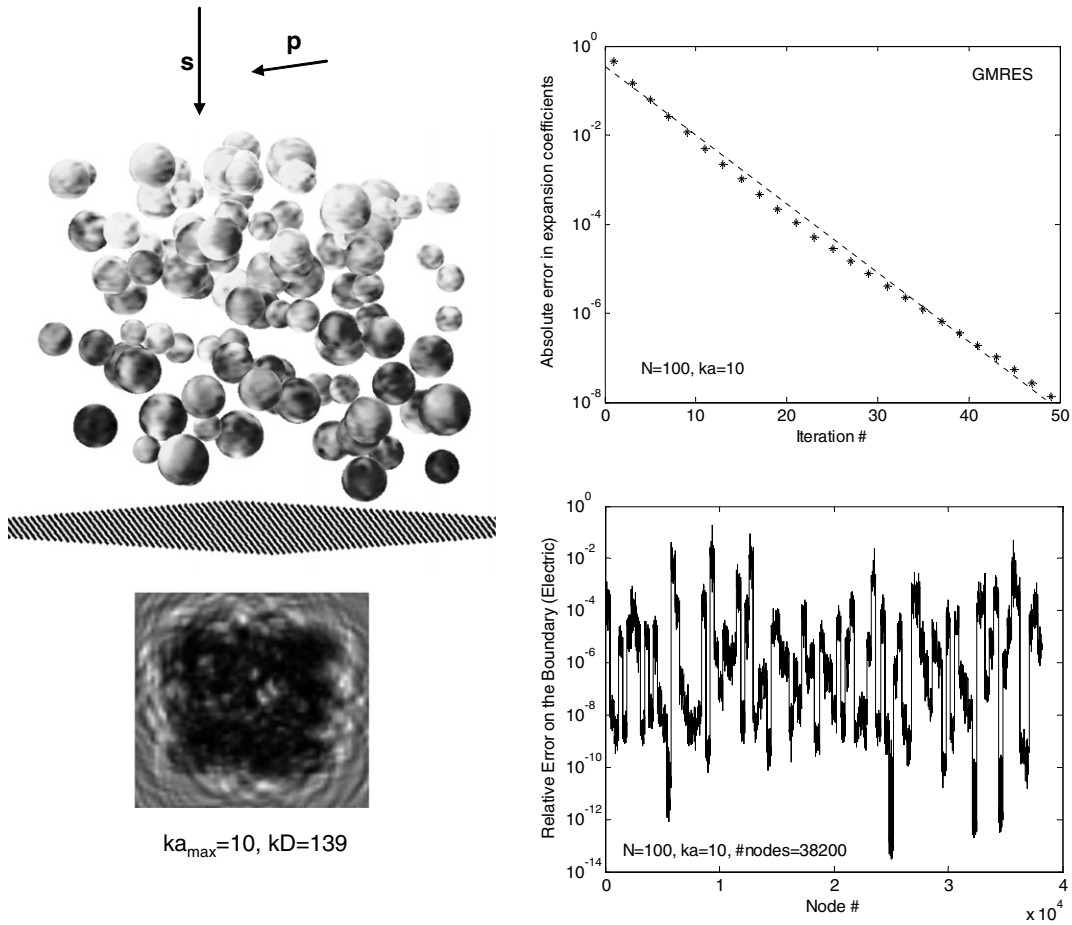 s
p
ka_max=10, kD=139
10^0
10^-2
10^-4
10^-6
10^-8
Absolute error in expansion coefficients
GMRES
N=100, ka=10
0 10 20 30 40 50
Iteration #
10^0
10^-2
10^-4
10^-6
10^-8
10^-10
10^-12
10^-14
Relative Error on the Boundary (Electric)
N=100, ka=10, #nodes=38200
0 1 2 3 4
Node #
x 10^4